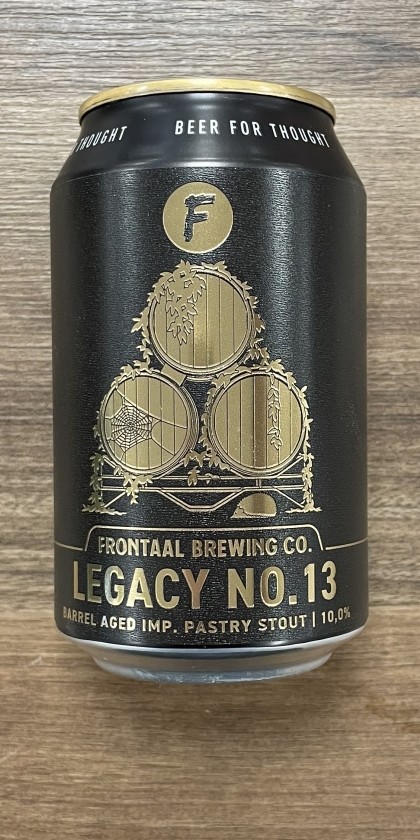 THOUGHT BEER FOR THOUGHT
F
FRONTAAL BREWING CO.
LEGACY NO.13
BARREL AGED IMP. PASTRY STOUT | 10,0%